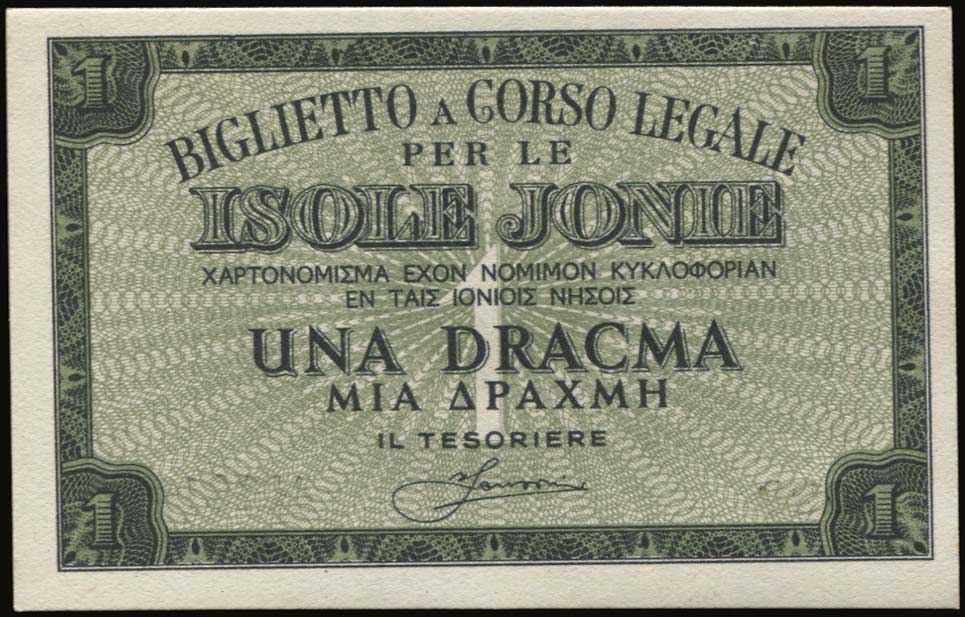 1 1
BIGLIETTO A CORSO LEGALE
PER LE
ISOLE JONIE
ΧΑΡΤΟΝΟΜΙΣΜΑ ΕΧΟΝ ΝΟΜΙΜΟΝ ΚΥΚΛΟΦΟΡΙΑΝ
ΕΝ ΤΑΙΣ ΙΟΝΙΟΙΣ ΝΗΣΟΙΣ
UNA DRACMA
ΜΙΑ ΔΡΑΧΜΗ
IL TESORIERE
1 1